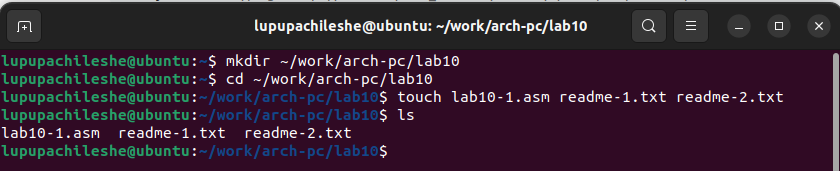 lupupachileshe@ubuntu: ~/work/arch-pc/lab10
lupupachileshe@ubuntu:~$ mkdir ~/work/arch-pc/lab10
lupupachileshe@ubuntu:~$ cd ~/work/arch-pc/lab10
lupupachileshe@ubuntu:~/work/arch-pc/lab10$ touch lab10-1.asm readme-1.txt readme-2.txt
lupupachileshe@ubuntu:~/work/arch-pc/lab10$ ls
lab10-1.asm  readme-1.txt  readme-2.txt
lupupachileshe@ubuntu:~/work/arch-pc/lab10$